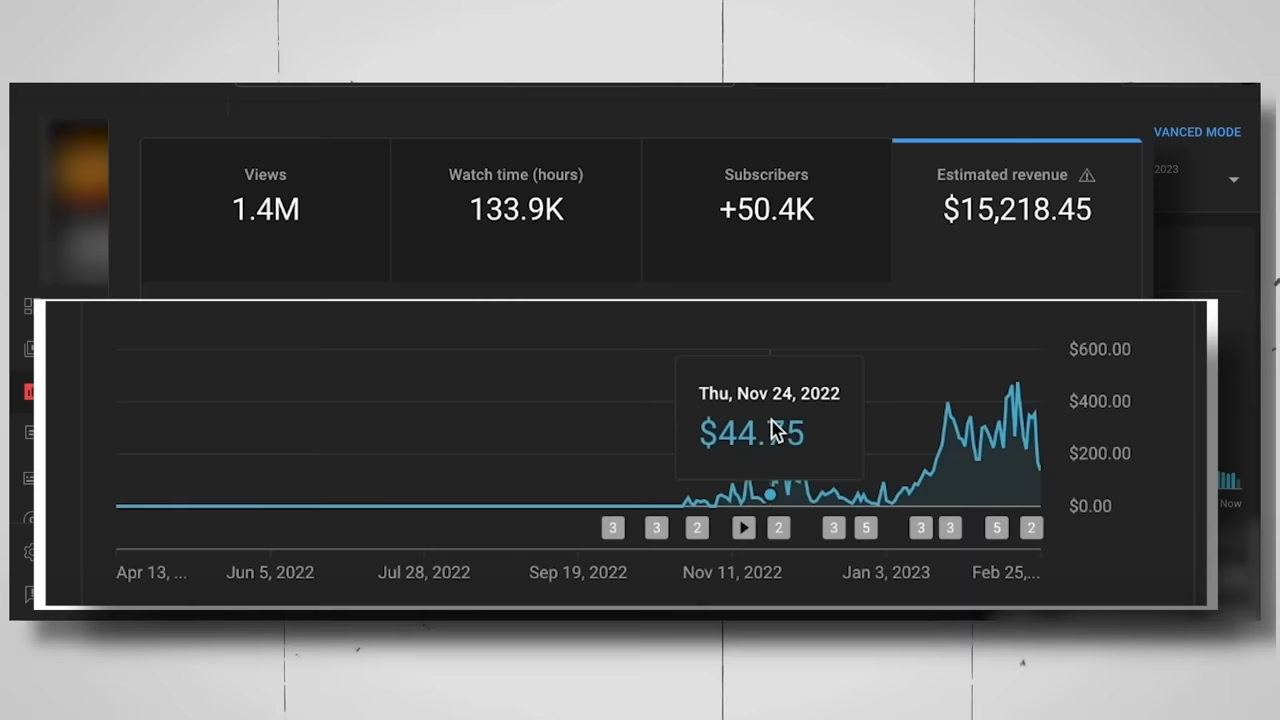 VANCED MODE
2023
Views
1.4M
Watch time (hours)
133.9K
Subscribers
+50.4K
Estimated revenue
$15,218.45
$600.00
$400.00
$200.00
$0.00
Thu, Nov 24, 2022
3 3 2 2 3 5 3 3 5 2
Apr 13, ... Jun 5, 2022 Jul 28, 2022 Sep 19, 2022 Nov 11, 2022 Jan 3, 2023 Feb 25,...
Now